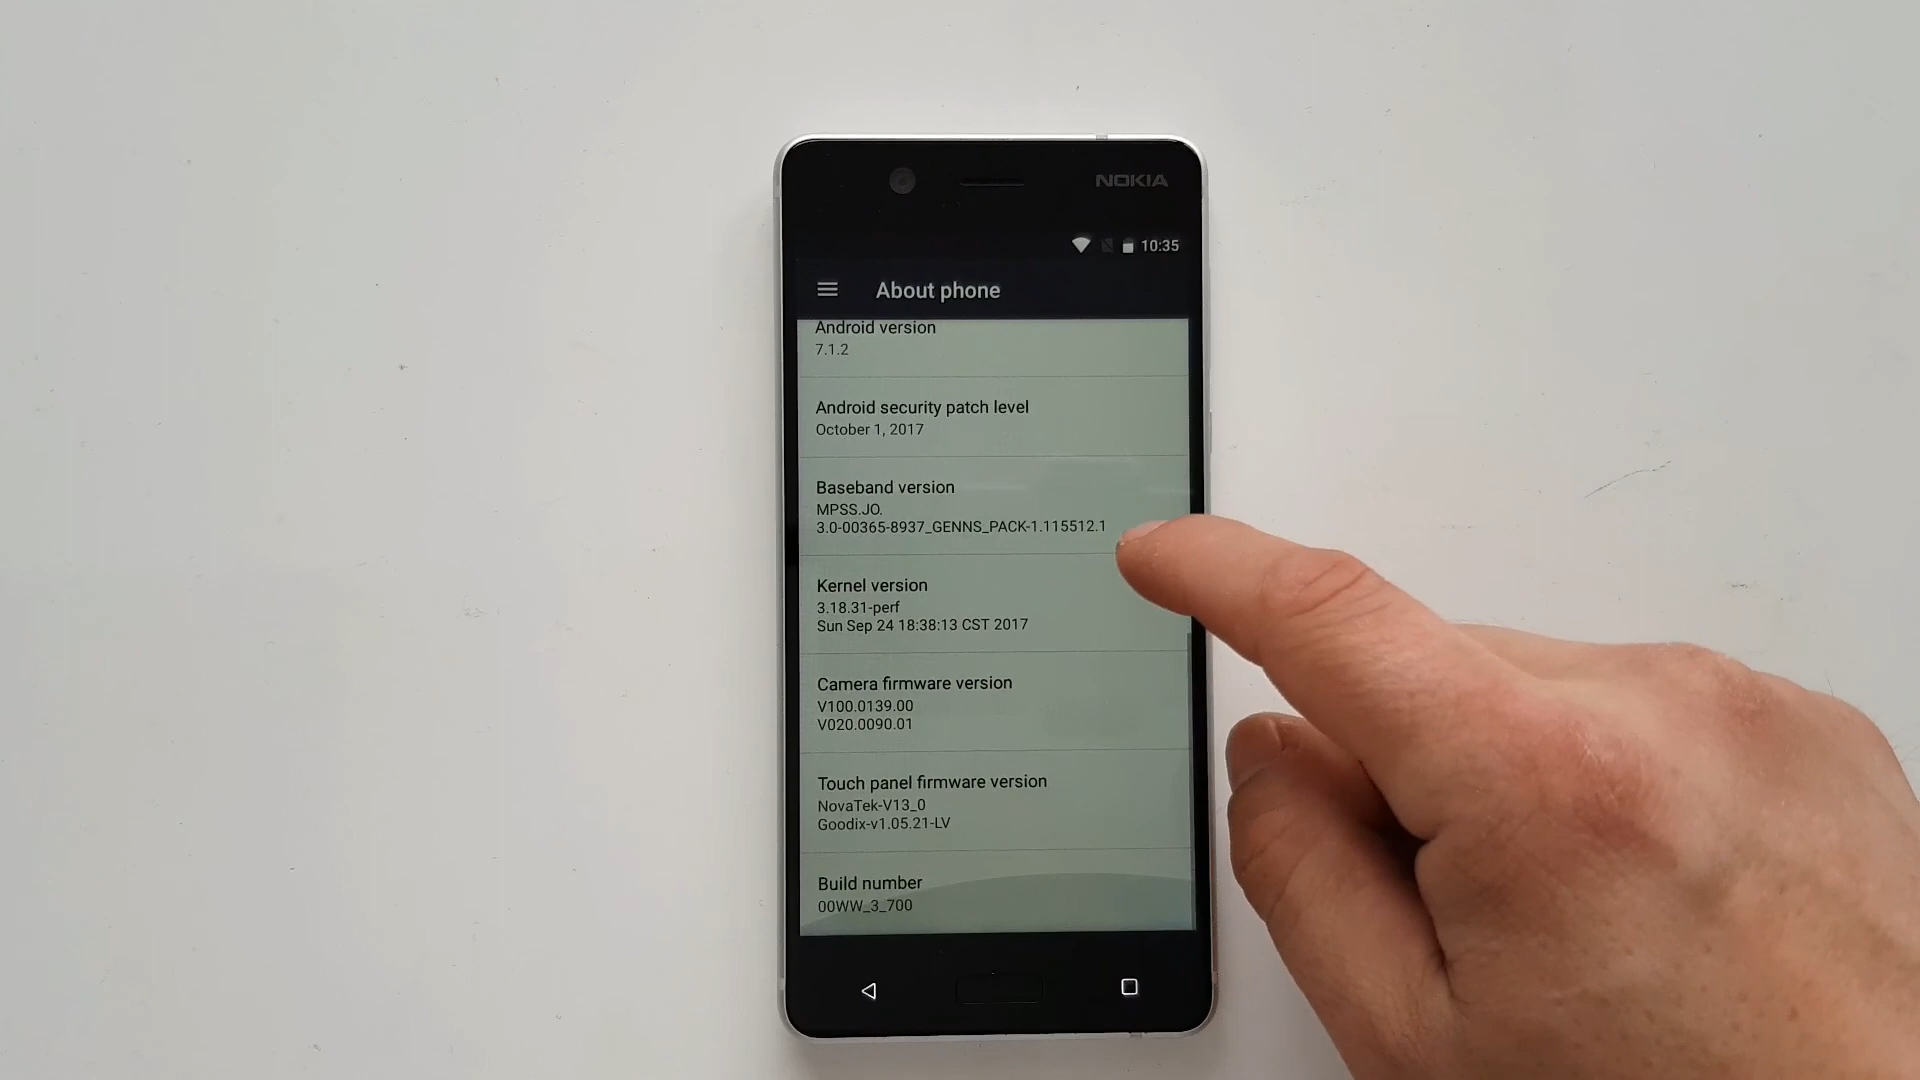 NOKIA
10:35
About phone
Android version
7.1.2
Android security patch level
October 1, 2017
Baseband version
MPSS.JO.
3.0-00365-8937_GENNS_PACK-1.115512.1
Kernel version
3.18.31-perf
Sun Sep 24 18:38:13 CST 2017
Camera firmware version
V100.0139.00
V020.0090.01
Touch panel firmware version
NovaTek-V13_0
Goodix-v1.05.21-LV
Build number
00WW_3_700